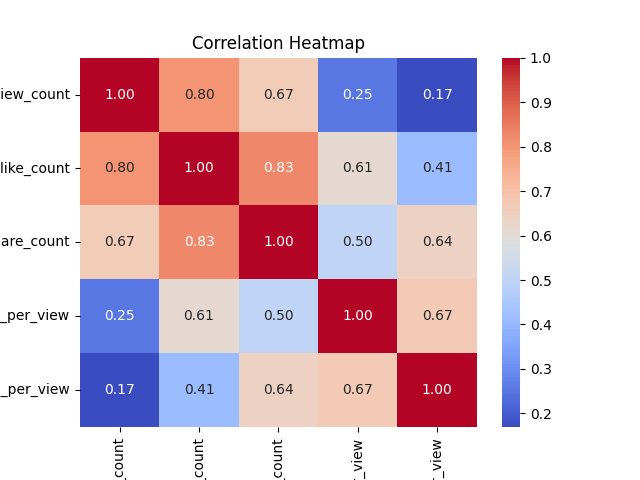 Correlation Heatmap
iew_count 1.00 0.80 0.67 0.25 0.17
like_count 0.80 1.00 0.83 0.61 0.41
are_count 0.67 0.83 1.00 0.50 0.64
_per_view 0.25 0.61 0.50 1.00 0.67
_per_view 0.17 0.41 0.64 0.67 1.00
_count _count _count _view _view
1.0
0.9
0.8
0.7
0.6
0.5
0.4
0.3
0.2